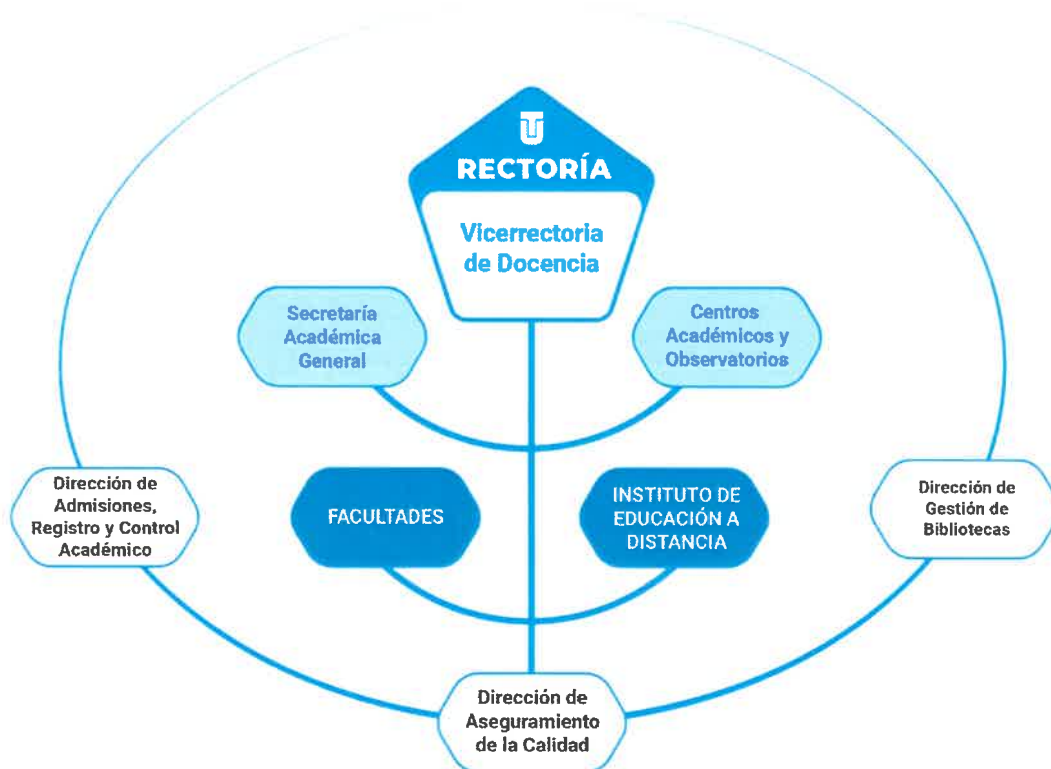 RECTORÍA
Vicerrectoria
de Docencia
Secretaría
Académica
General
Centros
Académicos y
Observatorios
Dirección de
Admisiones,
Registro y Control
Académico
FACULTADES
INSTITUTO DE
EDUCACIÓN A
DISTANCIA
Dirección de
Gestión de
Bibliotecas
Dirección de
Aseguramiento
de la Calidad